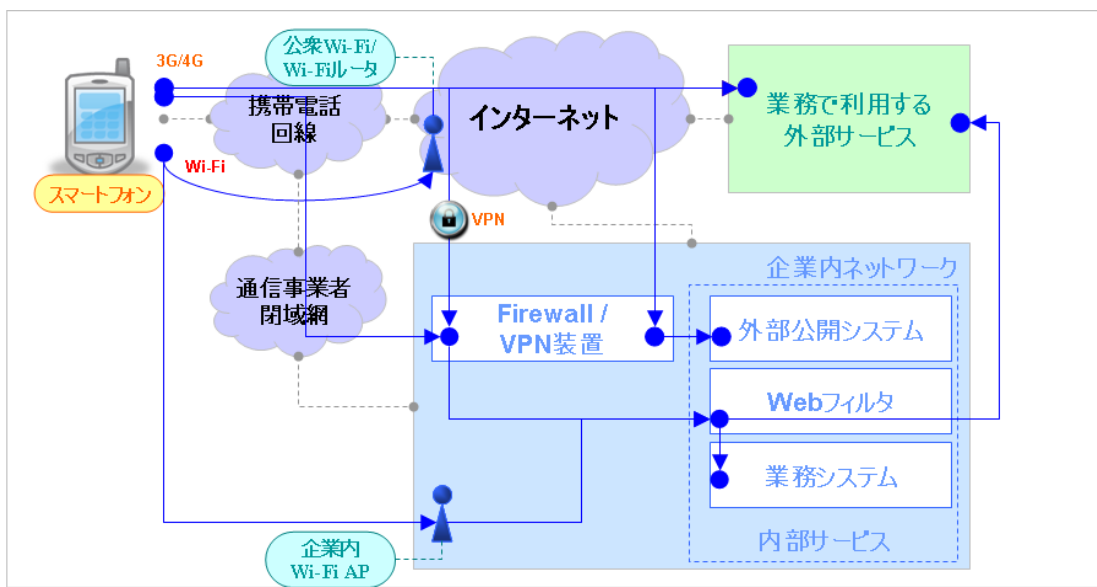 3G/4G
公衆Wi-Fi/
Wi-Fiルータ
携帯電話
回線
インターネット
業務で利用する
外部サービス
Wi-Fi
スマートフォン
VPN
通信事業者
閉域網
企業内ネットワーク
Firewall /
VPN装置
外部公開システム
Webフィルタ
業務システム
内部サービス
企業内
Wi-Fi AP